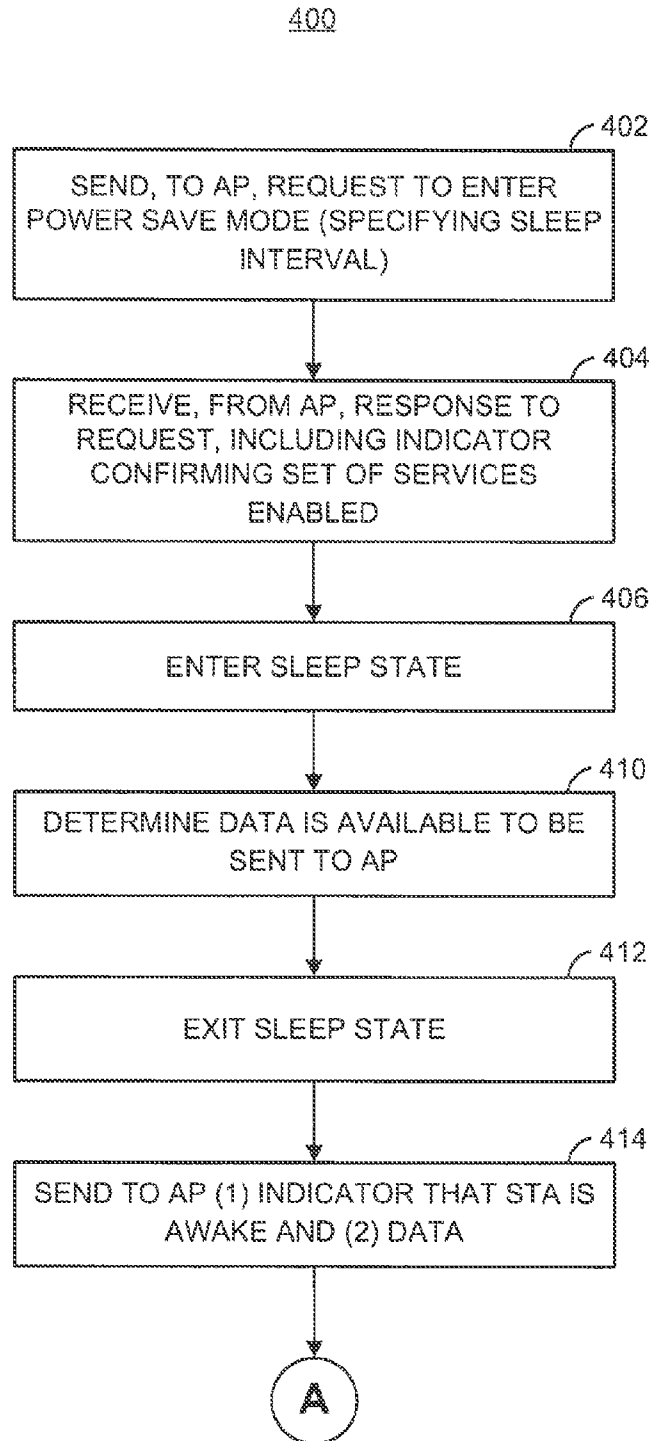 400
402
SEND, TO AP, REQUEST TO ENTER
POWER SAVE MODE (SPECIFYING SLEEP
INTERVAL)
404
RECEIVE, FROM AP, RESPONSE TO
REQUEST, INCLUDING INDICATOR
CONFIRMING SET OF SERVICES
ENABLED
406
ENTER SLEEP STATE
410
DETERMINE DATA IS AVAILABLE TO BE
SENT TO AP
412
EXIT SLEEP STATE
414
SEND TO AP (1) INDICATOR THAT STA IS
AWAKE AND (2) DATA
A